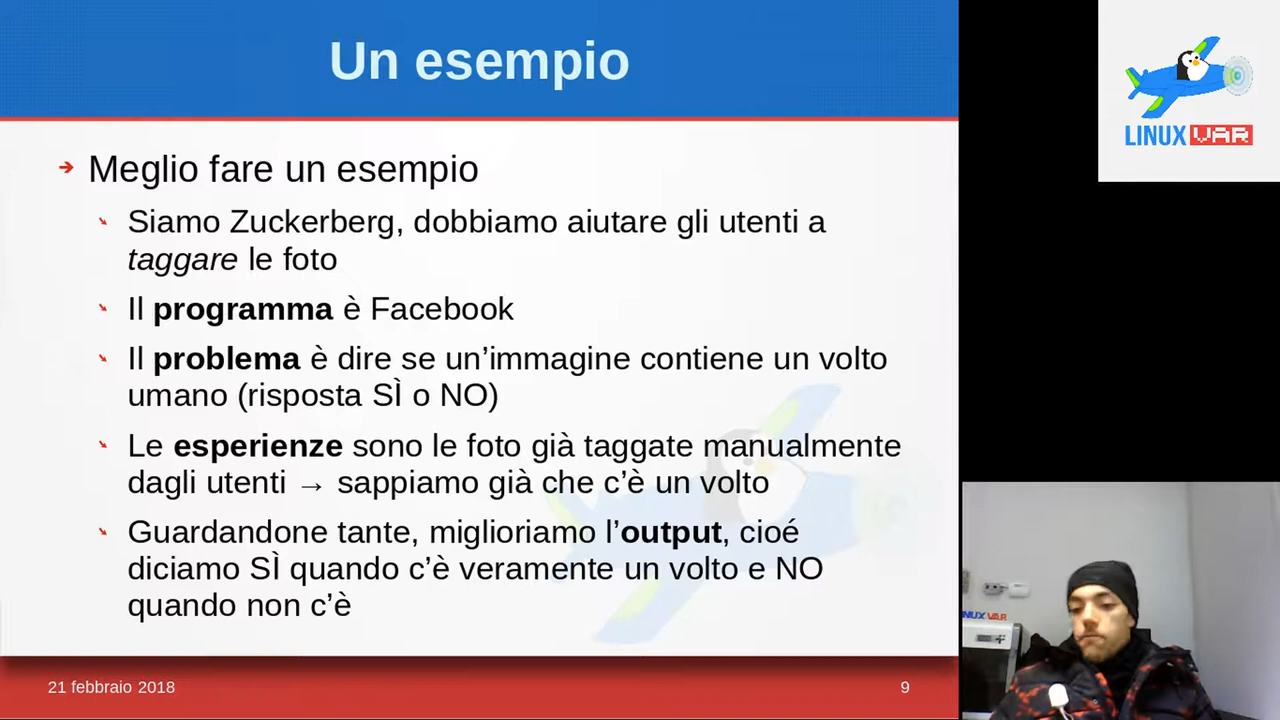 Un esempio
Meglio fare un esempio
Siamo Zuckerberg, dobbiamo aiutare gli utenti a
taggare le foto
Il programma è Facebook
Il problema è dire se un’immagine contiene un volto
umano (risposta SÌ o NO)
Le esperienze sono le foto già taggate manualmente
dagli utenti → sappiamo già che c’è un volto
Guardandone tante, miglioriamo l’output, cioé
diciamo SÌ quando c’è veramente un volto e NO
quando non c’è
21 febbraio 2018
9
LINUX VAR
NUX VAR